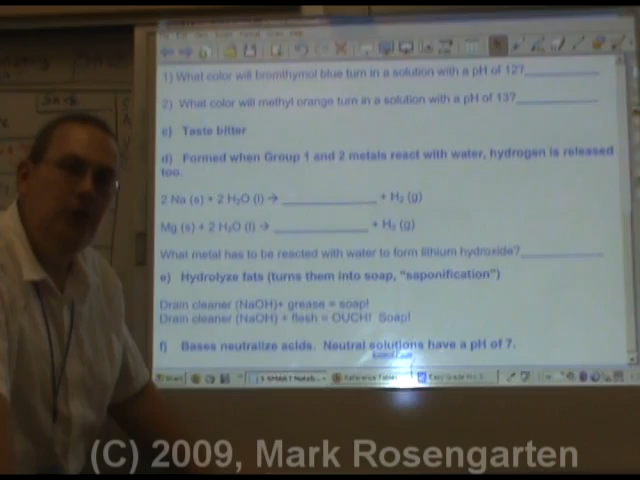 1) What color will bromthymol blue turn in a solution with a pH of 12?
2) What color will methyl orange turn in a solution with a pH of 13?
c) Taste bitter
d) Formed when Group 1 and 2 metals react with water, hydrogen is released
too.
2 Na (s) + 2 H₂O (l) → ____________ + H₂ (g)
Mg (s) + 2 H₂O (l) → ____________ + H₂ (g)
What metal has to be reacted with water to form lithium hydroxide?
e) Hydrolyze fats (turns them into soap, "saponification")
Drain cleaner (NaOH)+ grease = soap!
Drain cleaner (NaOH) + flesh = OUCH! Soap!
f) Bases neutralize acids. Neutral solutions have a pH of 7.
(C) 2009, Mark Rosengarten